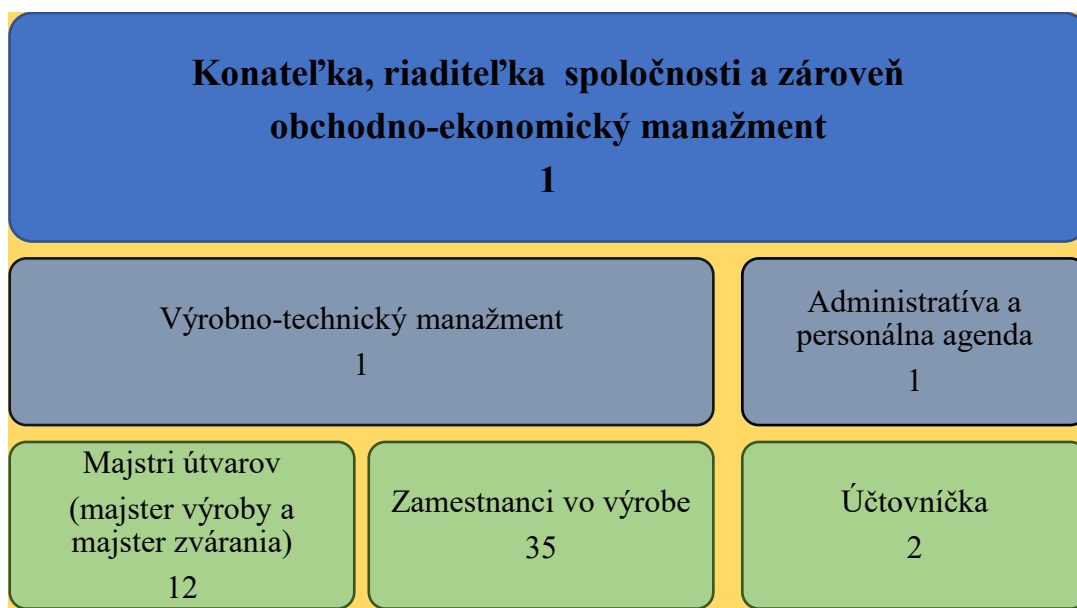 Konateľka, riaditeľka spoločnosti a zároveň
obchodno-ekonomický manažment
1
Výrobno-technický manažment
1
Administratíva a
personálna agenda
1
Majstri útvarov
(majster výroby a
majster zvárania)
12
Zamestnanci vo výrobe
35
Účtovníčka
2